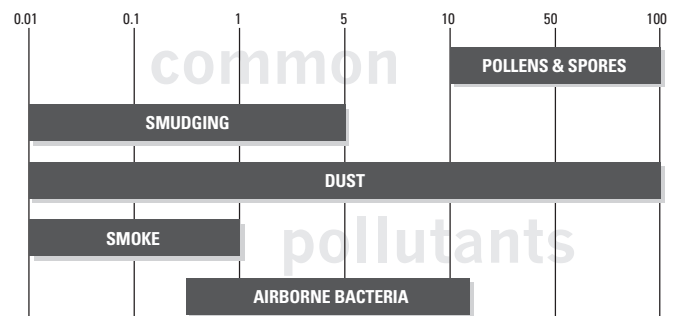 0.01 0.1 1 5 10 50 100
common
POLLENS & SPORES
SMUDGING
DUST
SMOKE
pollutants
AIRBORNE BACTERIA